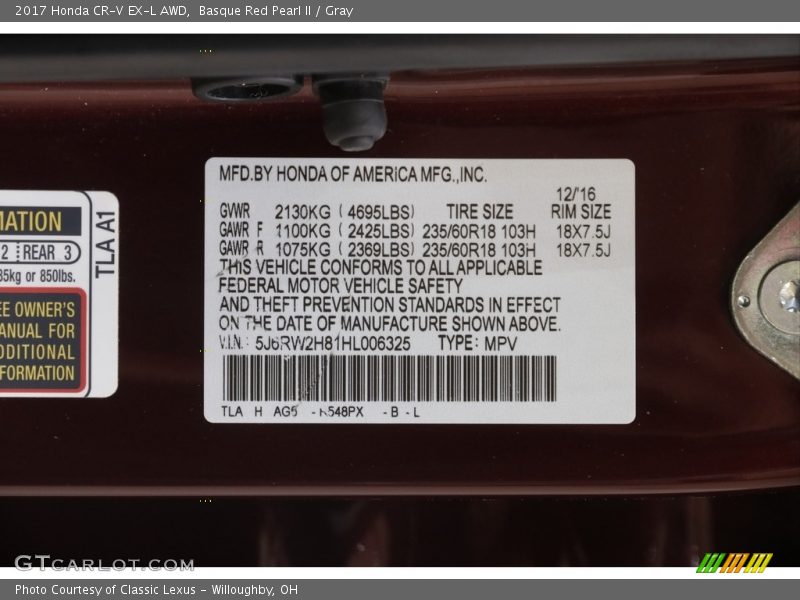 2017 Honda CR-V EX-L AWD,  Basque Red Pearl II / Gray
MFD.BY HONDA OF AMERICA MFG.,INC.
12/'16
GVWR 2130KG ( 4695LBS) TIRE SIZE RIM SIZE
GAWR F 1100KG ( 2425LBS) 235/60R18 103H 18X7.5J
GAWR R 1075KG ( 2369LBS) 235/60R18 103H 18X7.5J
THIS VEHICLE CONFORMS TO ALL APPLICABLE
FEDERAL MOTOR VEHICLE SAFETY
AND THEFT PREVENTION STANDARDS IN EFFECT
ON THE DATE OF MANUFACTURE SHOWN ABOVE.
V.I.N.: 5J6RW2H81HL006325 TYPE: MPV
TLA H - R548PX - B - L
MATION
2 REAR 3
85kg or 850lbs.
EE OWNER'S
ANUAL FOR
DDITIONAL
FORMATION
TLA A1
GTCARLOT.COM
Photo Courtesy of Classic Lexus - Willoughby, OH